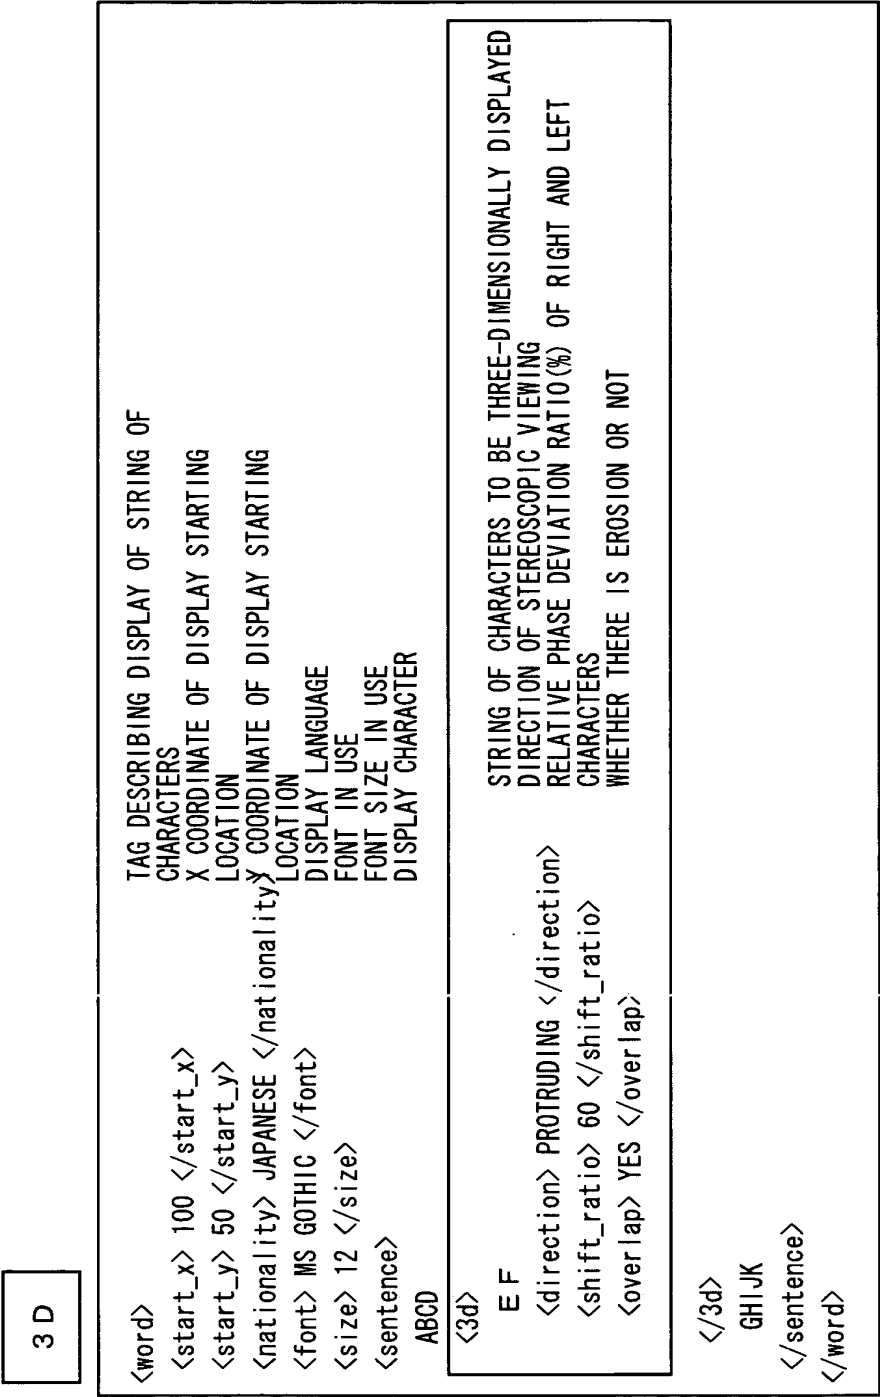 3D
<word>
TAG DESCRIBING DISPLAY OF STRING OF
CHARACTERS
<start_x> 100 </start_x>
X COORDINATE OF DISPLAY STARTING
LOCATION
<start_y> 50 </start_y>
Y COORDINATE OF DISPLAY STARTING
LOCATION
<nationality> JAPANESE </nationality>
DISPLAY LANGUAGE
<font> MS GOTHIC </font>
FONT IN USE
<size> 12 </size>
FONT SIZE IN USE
<sentence>
DISPLAY CHARACTER
ABCD
<3d>
EF
STRING OF CHARACTERS TO BE THREE-DIMENSIONALLY DISPLAYED
<direction> PROTRUDING </direction>
DIRECTION OF STEREOSCOPIC VIEWING
<shift_ratio> 60 </shift_ratio>
RELATIVE PHASE DEVIATION RATIO(%) OF RIGHT AND LEFT
CHARACTERS
<overlap> YES </overlap>
WHETHER THERE IS EROSION OR NOT
</3d>
GHIJK
</sentence>
</word>